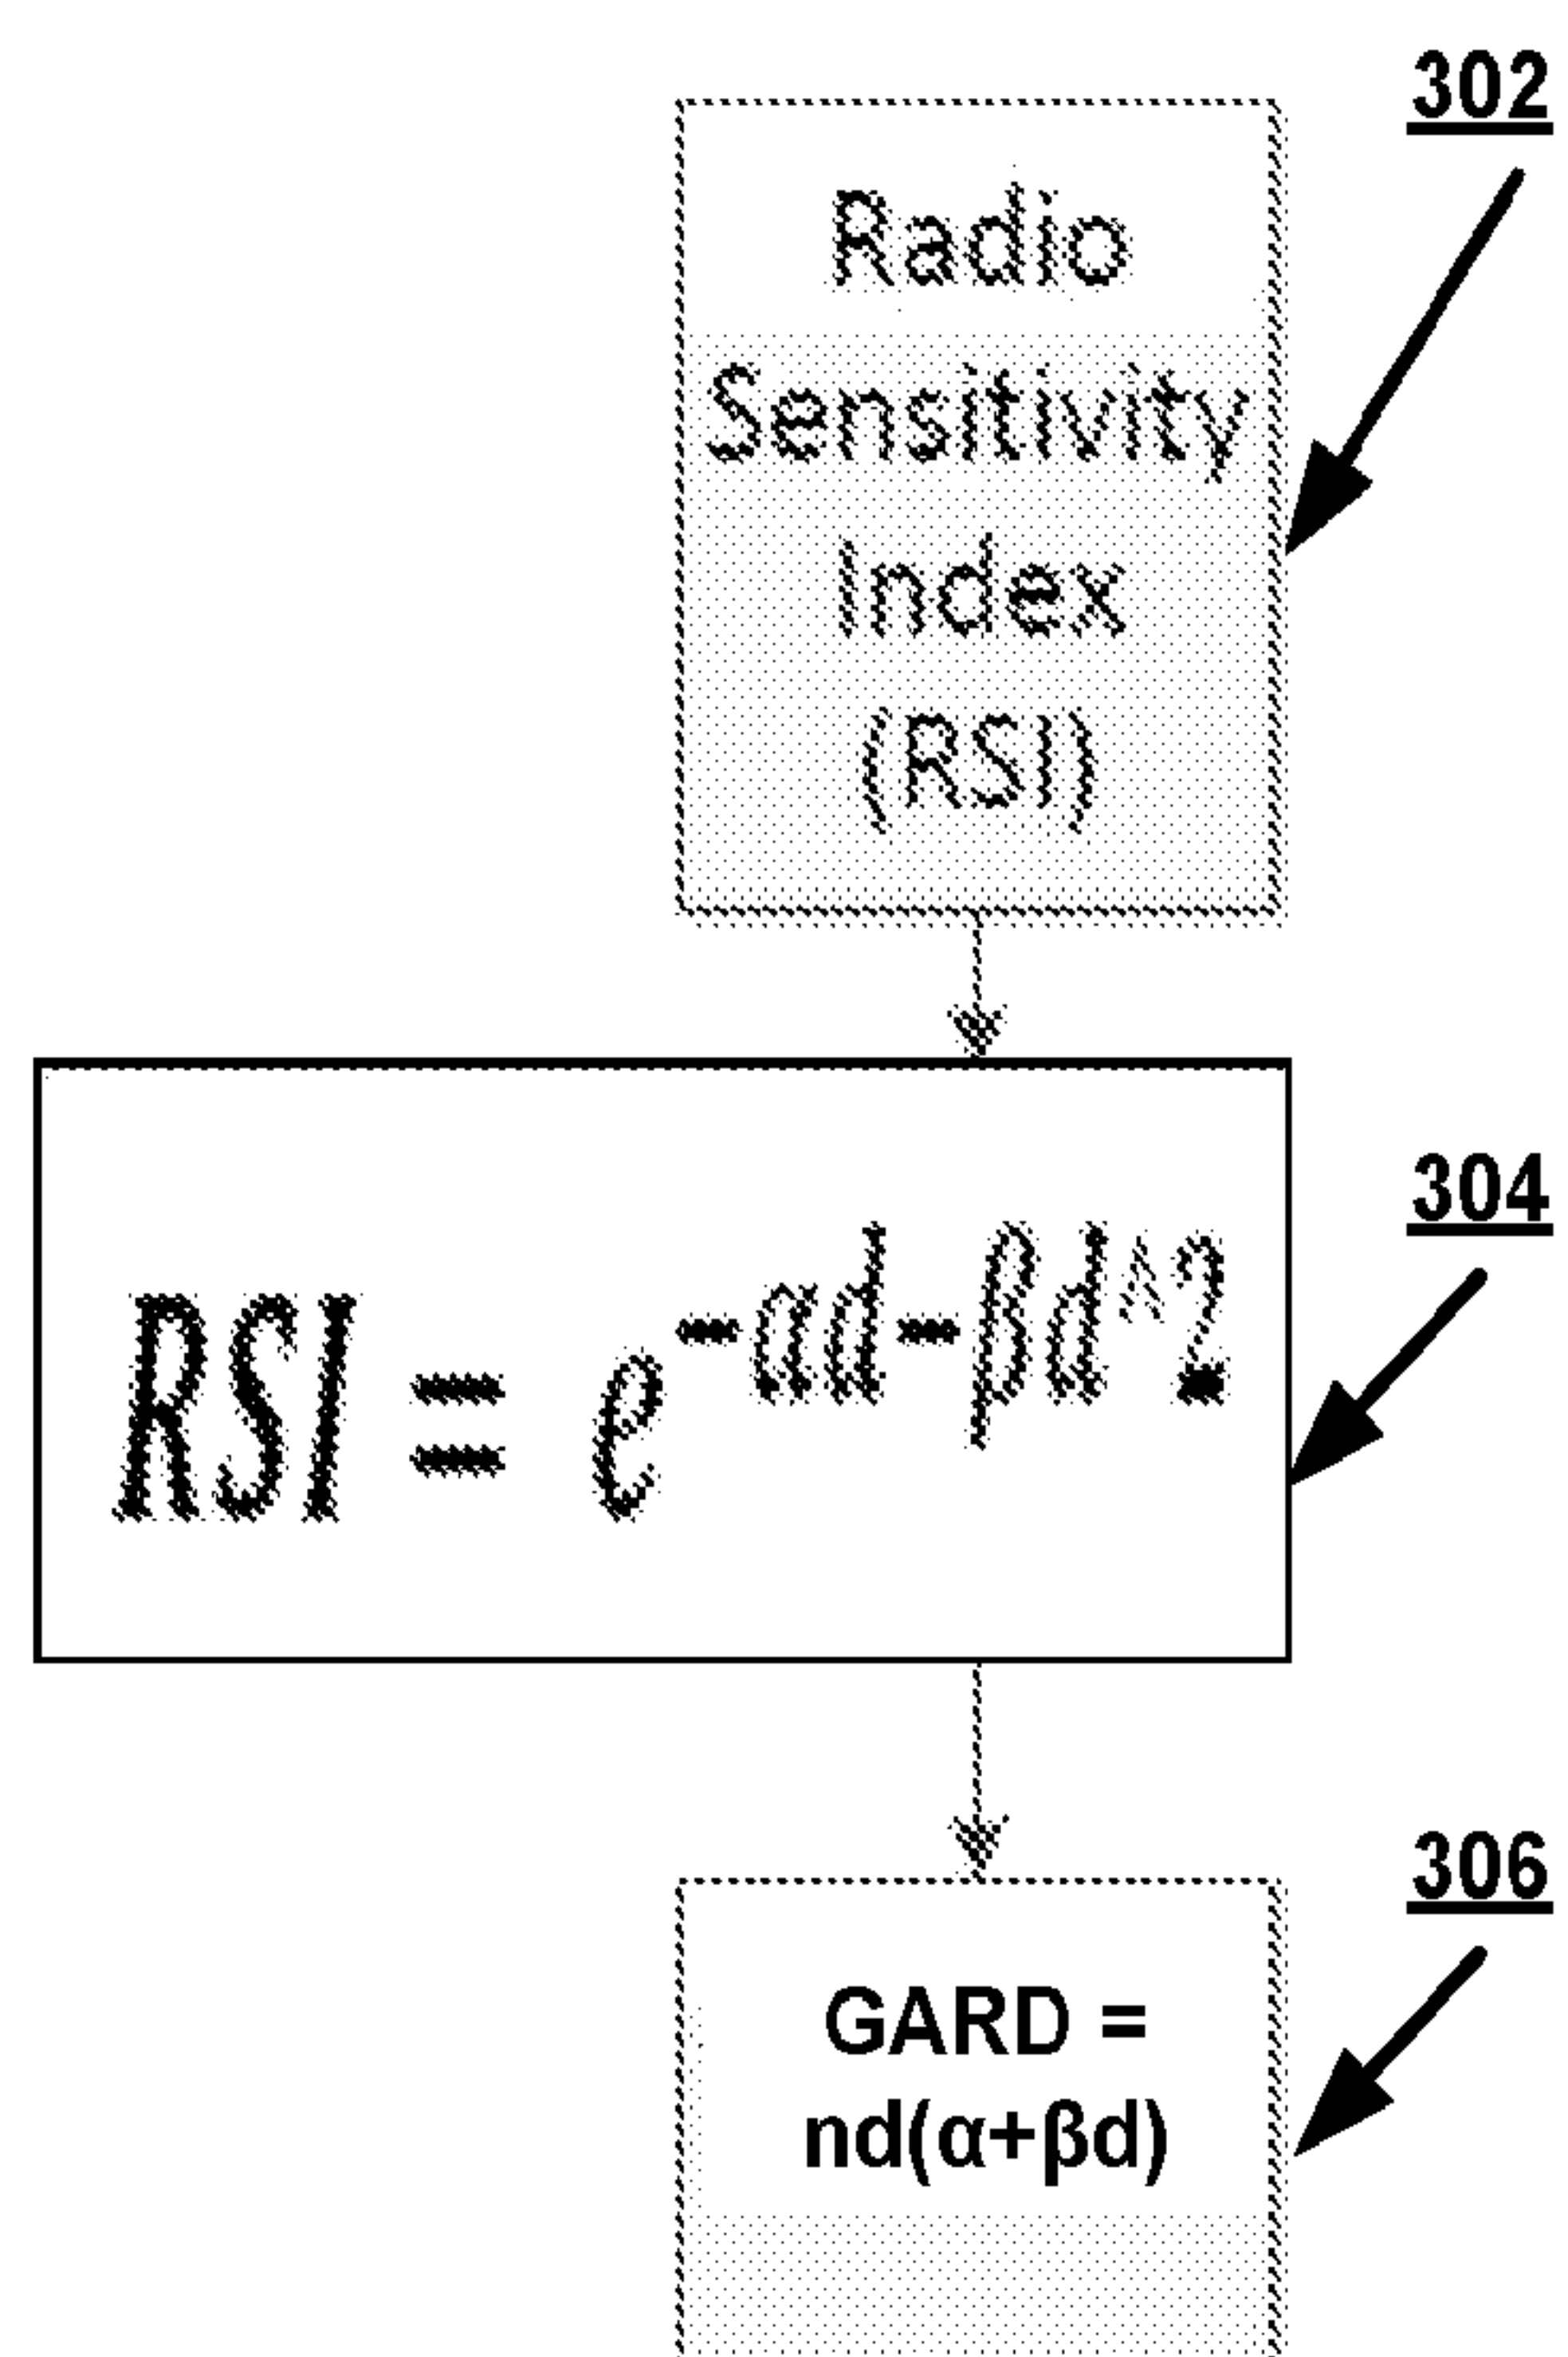 302
Radio
Sensitivity
Index
(RSI)
304
RSI = e^-αd-βd^2
306
GARD =
nd(α+βd)